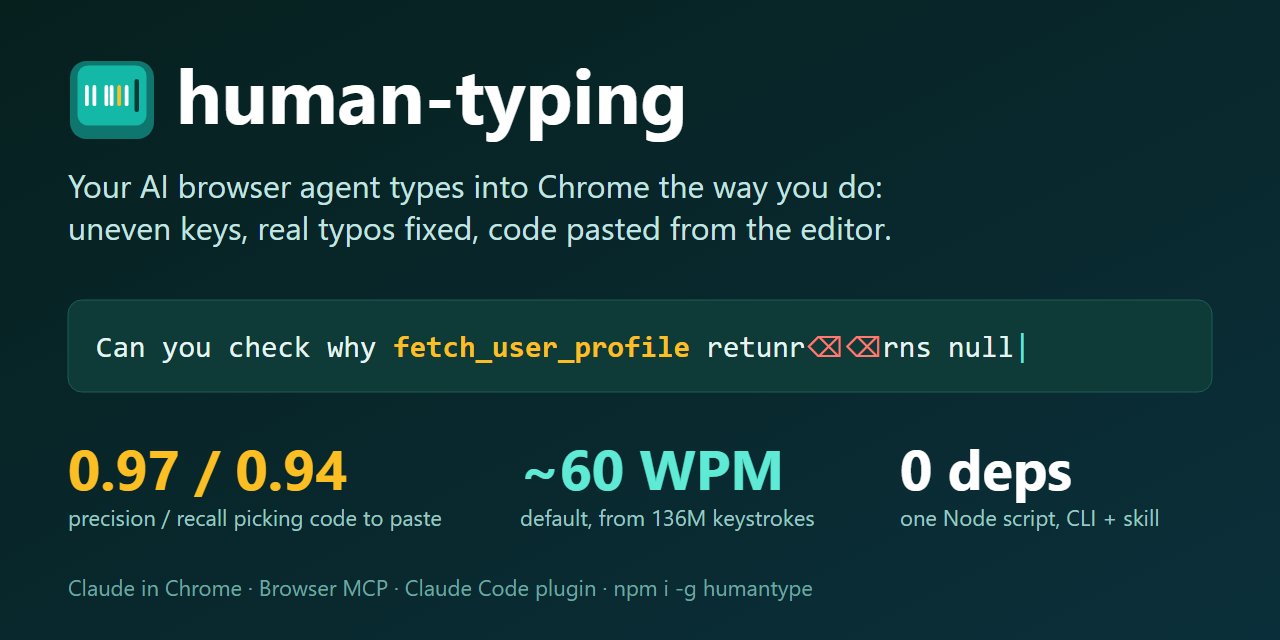 human-typing
Your AI browser agent types into Chrome the way you do:
uneven keys, real typos fixed, code pasted from the editor.
Can you check why fetch_user_profile retunr⌫⌫rns null|
0.97 / 0.94
precision / recall picking code to paste
~60 WPM
default, from 136M keystrokes
0 deps
one Node script, CLI + skill
Claude in Chrome · Browser MCP · Claude Code plugin · npm i -g humantype